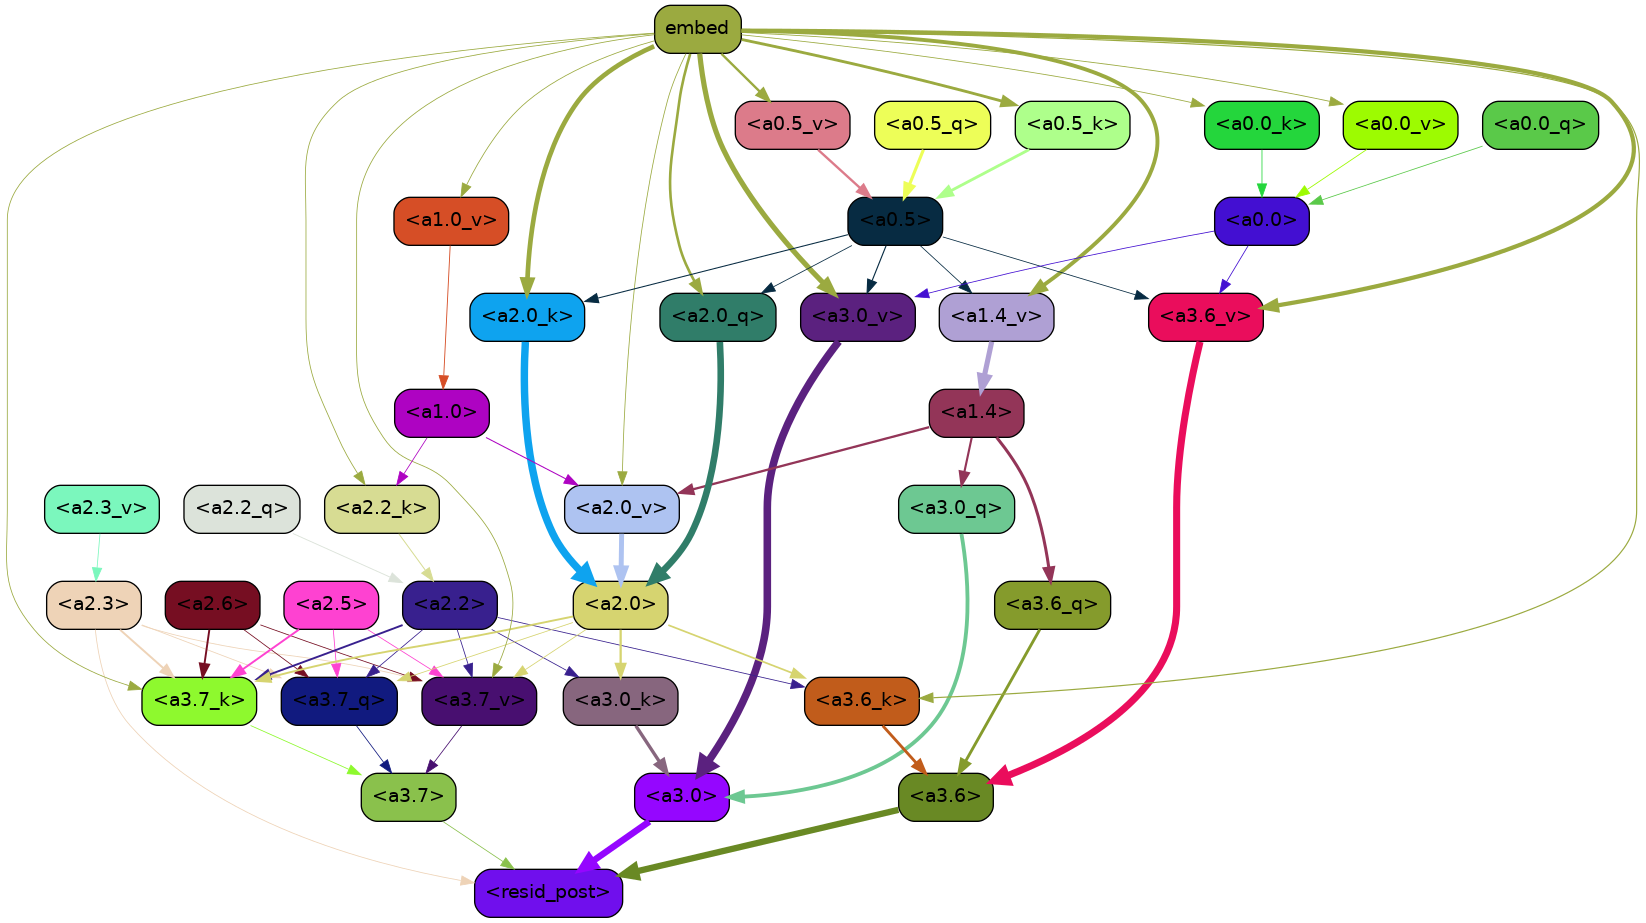 embed
<a0.5_v>
<a0.5_q>
<a0.5_k>
<a0.0_k>
<a0.0_v>
<a0.0_q>
<a1.0_v>
<a0.5>
<a0.0>
<a2.0_k>
<a2.0_q>
<a3.0_v>
<a1.4_v>
<a3.6_v>
<a1.0>
<a1.4>
<a2.3_v>
<a2.2_q>
<a2.2_k>
<a2.0_v>
<a3.0_q>
<a2.3>
<a2.6>
<a2.5>
<a2.2>
<a2.0>
<a3.6_q>
<a3.7_k>
<a3.7_q>
<a3.7_v>
<a3.0_k>
<a3.6_k>
<a3.7>
<a3.0>
<a3.6>
<resid_post>